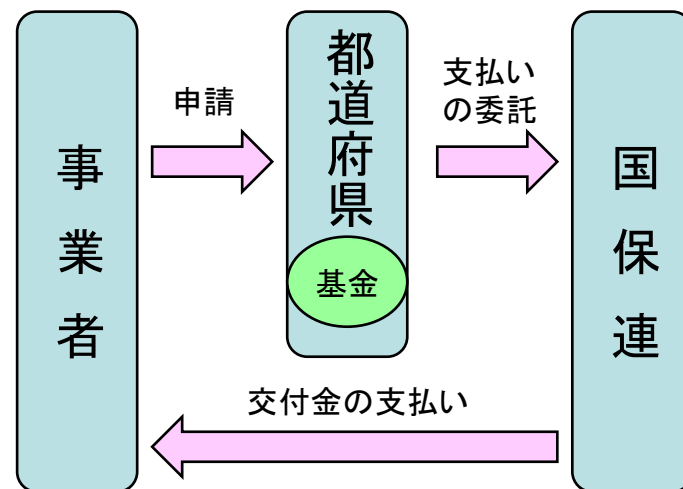 事業者
申請
都道府県
基金
支払い
の委託
国保連
交付金の支払い